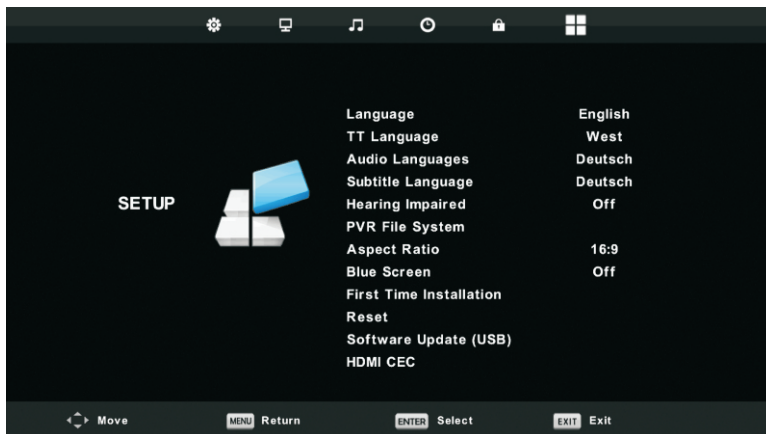 Language English
TT Language West
Audio Languages Deutsch
Subtitle Language Deutsch
SETUP
Hearing Impaired Off
PVR File System
Aspect Ratio 16:9
Blue Screen Off
First Time Installation
Reset
Software Update (USB)
HDMI CEC
Move MENU Return ENTER Select EXIT Exit